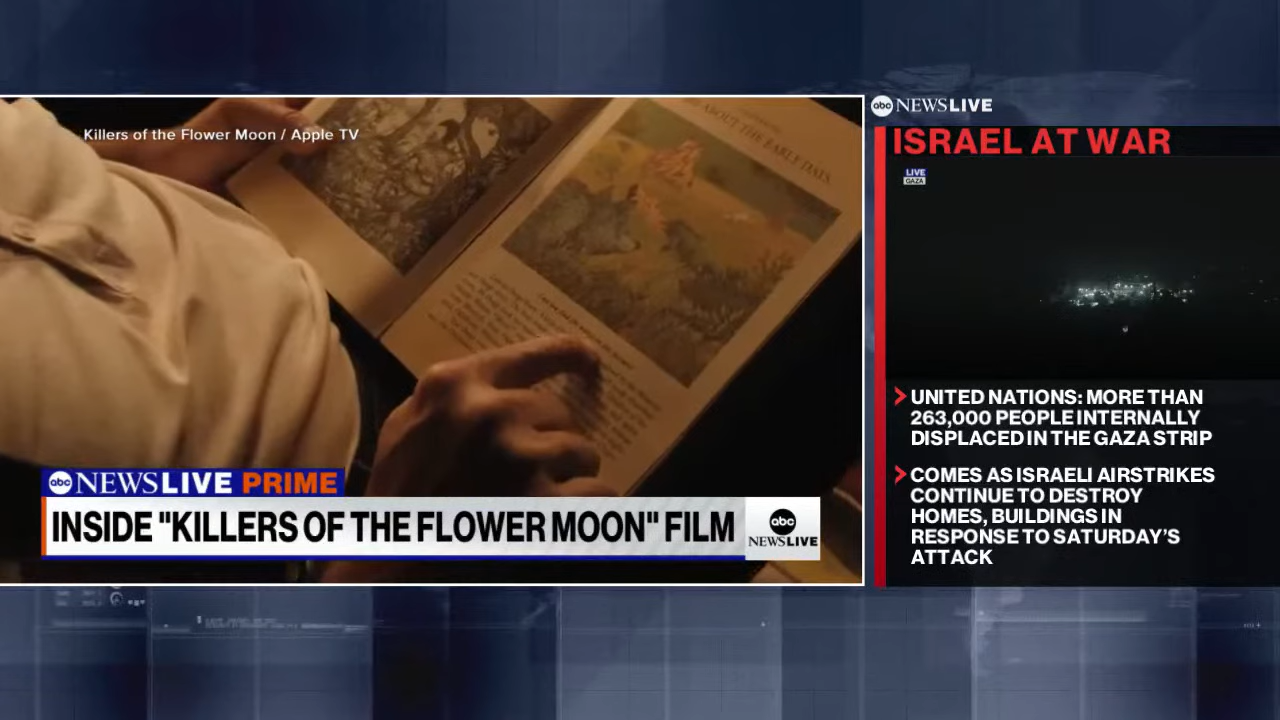 Killers of the Flower Moon / Apple TV
ABOUT THE EARLY DAYS
abc NEWS LIVE PRIME
INSIDE "KILLERS OF THE FLOWER MOON" FILM
abc
NEWS LIVE
abc NEWS LIVE
ISRAEL AT WAR
LIVE
GAZA
UNITED NATIONS: MORE THAN
263,000 PEOPLE INTERNALLY
DISPLACED IN THE GAZA STRIP
COMES AS ISRAELI AIRSTRIKES
CONTINUE TO DESTROY
HOMES, BUILDINGS IN
RESPONSE TO SATURDAY'S
ATTACK